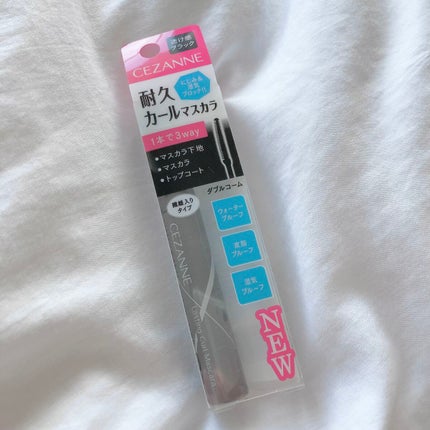 透け感
ブラック
CEZANNE
にじみ&
湿気
ブロック!!
耐久
カールマスカラ
1本で3way
●マスカラ下地
●マスカラ
●トップコート
ダブルコーム
繊維入り
タイプ
ウォーター
プルーフ
皮脂
プルーフ
湿気
プルーフ
CEZANNE
Lasting Curl Mascara
NEW